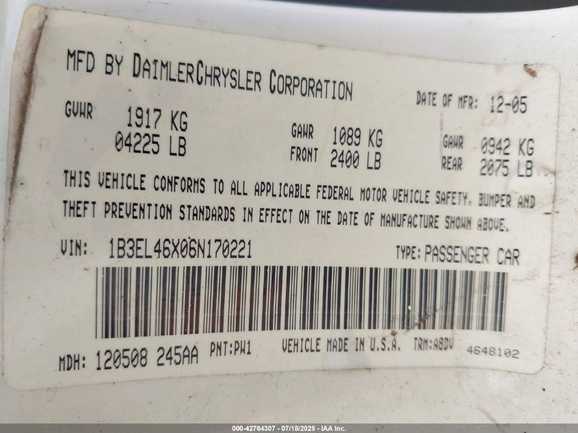 MFD BY DAIMLERCHRYSLER CORPORATION
DATE OF MFR: 12-05
GVWR 1917 KG 04225 LB
GAWR FRONT 1089 KG 2400 LB
GAWR REAR 0942 KG 2075 LB
THIS VEHICLE CONFORMS TO ALL APPLICABLE FEDERAL MOTOR VEHICLE SAFETY, BUMPER AND
THEFT PREVENTION STANDARDS IN EFFECT ON THE DATE OF MANUFACTURE SHOWN ABOVE.
VIN: 1B3EL46X06N170221 TYPE: PASSENGER CAR
MDH: 120508 245AA PNT: PW1 VEHICLE MADE IN U.S.A. TRM: ABDV 4648102
000-42764307 - 07/18/2025 - © IAA Inc.